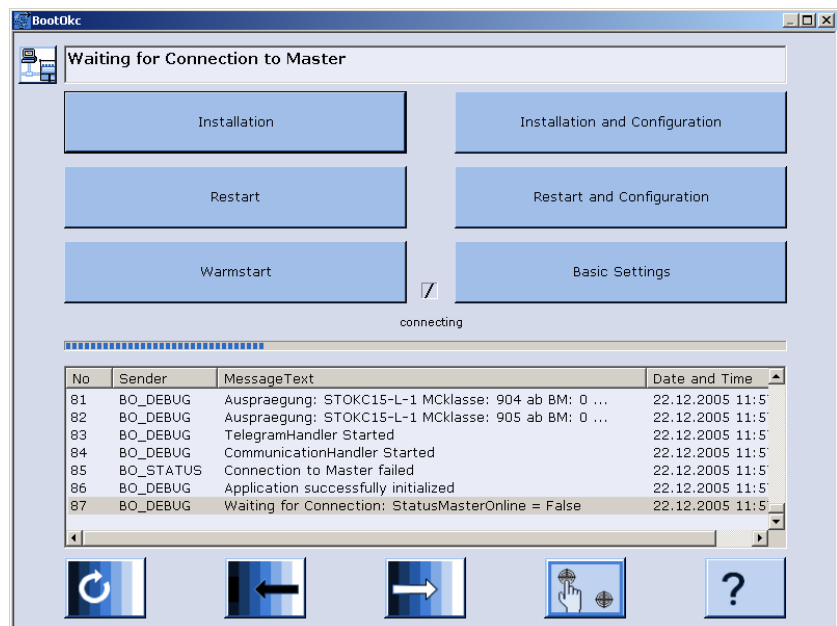 BootOkc
Waiting for Connection to Master
Installation
Installation and Configuration
Restart
Restart and Configuration
Warmstart
Basic Settings
connecting
No Sender MessageText Date and Time
81 BO_DEBUG Auspraegung: STOKC15-L-1 MCklasse: 904 ab BM: 0 ... 22.12.2005 11:5
82 BO_DEBUG Auspraegung: STOKC15-L-1 MCklasse: 905 ab BM: 0 ... 22.12.2005 11:5
83 BO_DEBUG TelegramHandler Started 22.12.2005 11:5
84 BO_DEBUG CommunicationHandler Started 22.12.2005 11:5
85 BO_STATUS Connection to Master failed 22.12.2005 11:5
86 BO_DEBUG Application successfully initialized 22.12.2005 11:5
87 BO_DEBUG Waiting for Connection: StatusMasterOnline = False 22.12.2005 11:5
?